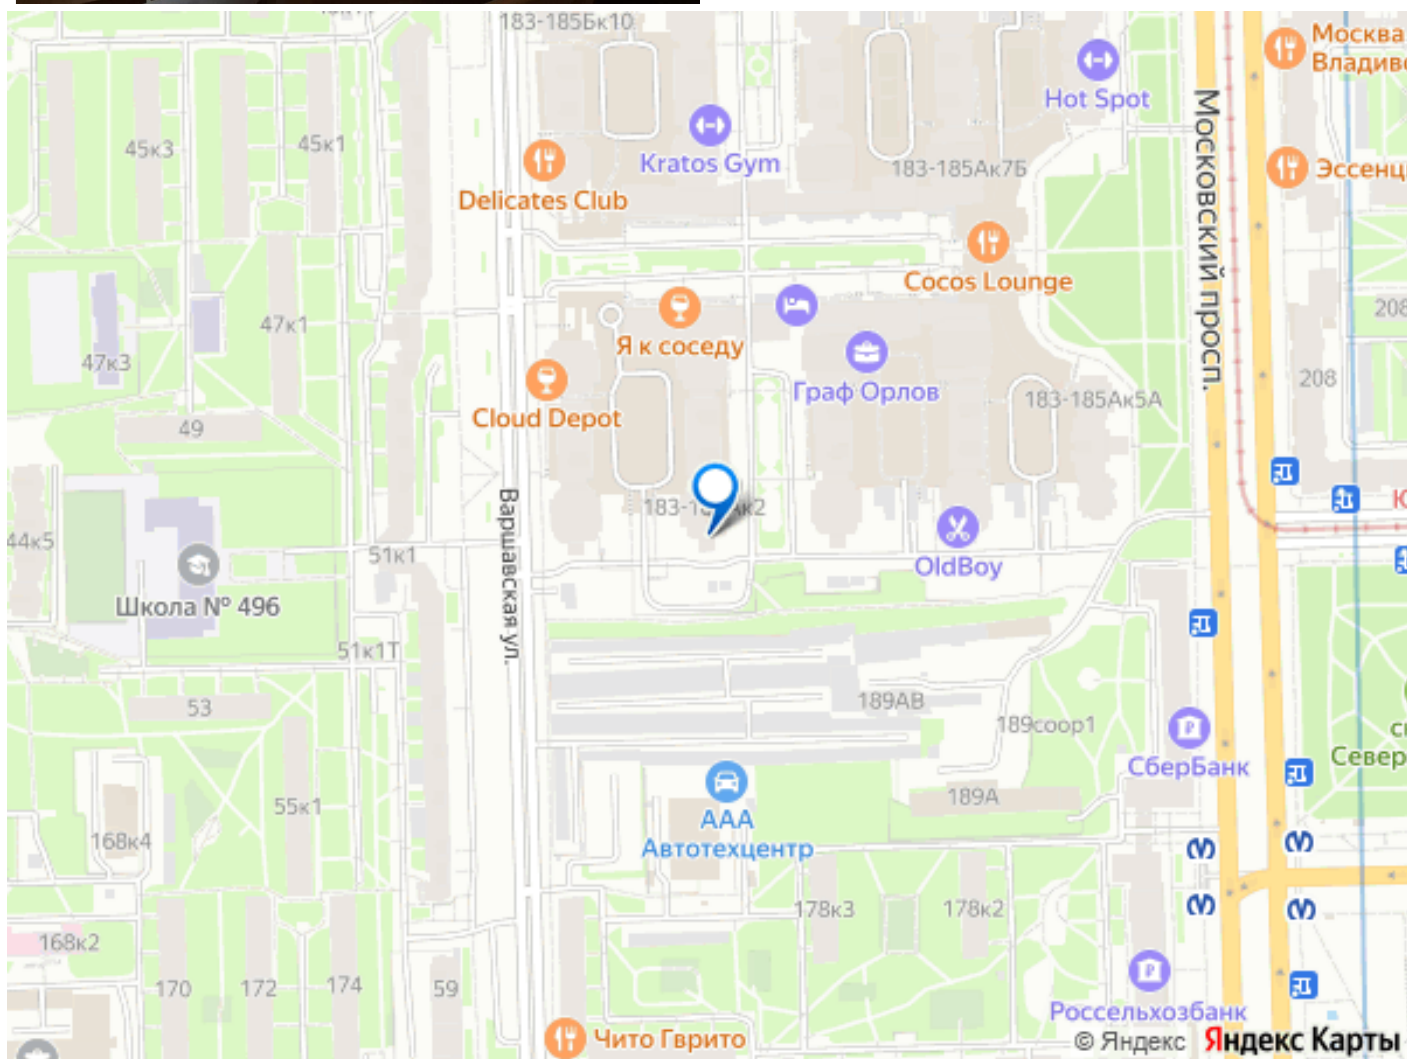 183-185Бк10
Москва
Hot Spot
Московский просп.
45к3
45к1
Kratos Gym
183-185Ак7Б
Delicates Club
Cocos Lounge
47к1
47к3
Я к соседу
208
Граф Орлов
208
183-185Ак5А
Cloud Depot
49
Варшавская ул.
44к5
51к1
OldBoy
Школа № 496
51к1Т
53
189АВ
189соор1
СберБанк
189А
55к1
168к4
ААА
Автотехцентр
178к3
178к2
168к2
170
172
174
59
Россельхозбанк
Чито Гврито
© Яндекс Яндекс Карты